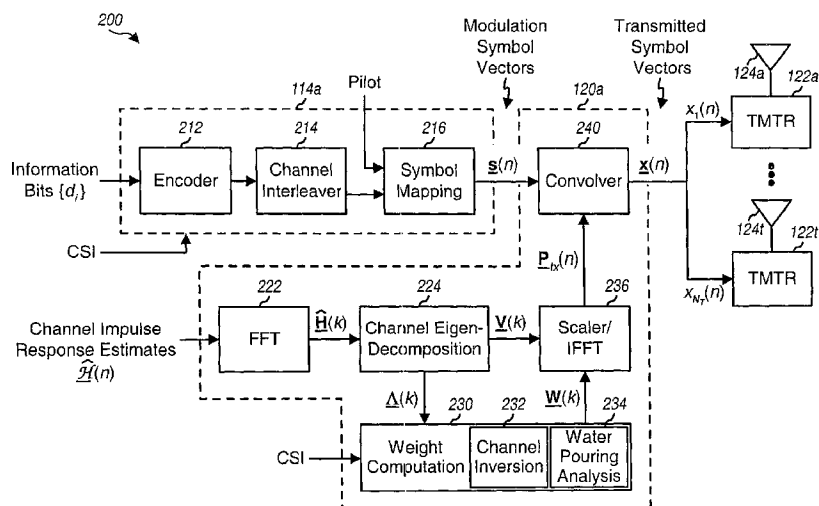 200
Modulation
Symbol
Vectors
Transmitted
Symbol
Vectors
Pilot
114a
120a
124a
122a
212
214
216
240
x₁(n)
TMTR
Information
Bits {dᵢ}
Encoder
Channel
Interleaver
Symbol
Mapping
s(n)
Convolver
x(n)
124t
122t
CSI
P_tx(n)
x_NT(n)
TMTR
222
224
236
Channel Impulse
Response Estimates
Ĥ(n)
FFT
Ĥ(k)
Channel Eigen-
Decomposition
V(k)
Scaler/
IFFT
Λ(k)
230
232
W(k)
234
CSI
Weight
Computation
Channel
Inversion
Water
Pouring
Analysis